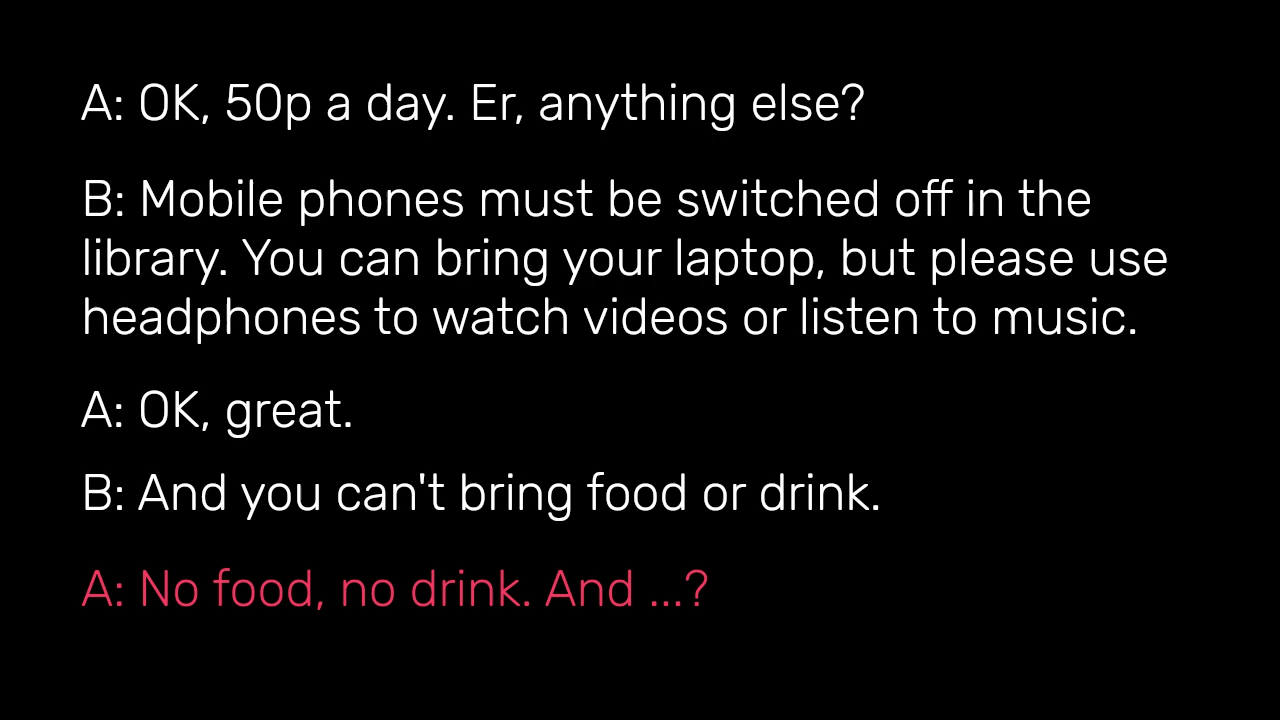 A: OK, 50p a day. Er, anything else?
B: Mobile phones must be switched off in the
library. You can bring your laptop, but please use
headphones to watch videos or listen to music.
A: OK, great.
B: And you can't bring food or drink.
A: No food, no drink. And ...?